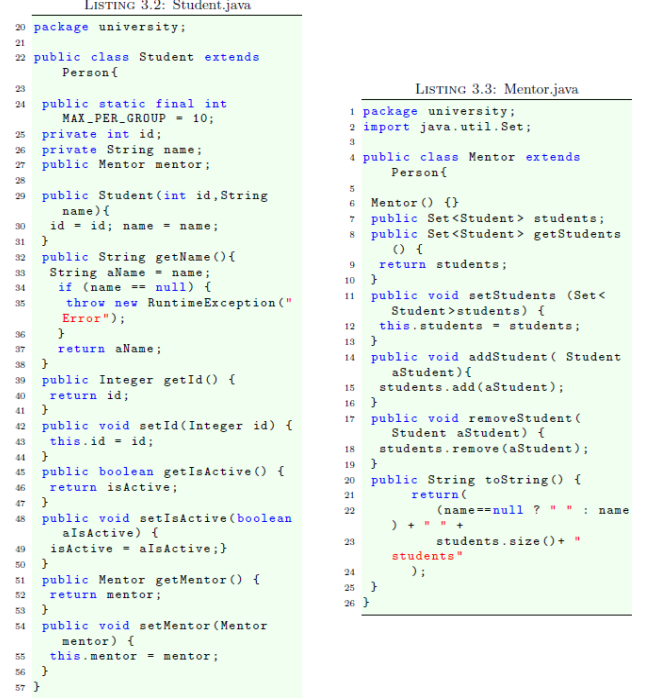 LISTING 3.2: Student.java
20 package university;
21
22 public class Student extends
Person{
23
24 public static final int
MAX_PER_GROUP = 10;
25 private int id;
26 private String name;
27 public Mentor mentor;
28
29 public Student(int id,String
name){
30 id = id; name = name;
31 }
32 public String getName(){
33 String aName = name;
34 if (name == null) {
35 throw new RuntimeException("
Error");
36 }
37 return aName;
38 }
39 public Integer getId() {
40 return id;
41 }
42 public void setId(Integer id) {
43 this.id = id;
44 }
45 public boolean getIsActive() {
46 return isActive;
47 }
48 public void setIsActive(boolean
aIsActive) {
49 isActive = aIsActive;}
50 }
51 public Mentor getMentor() {
52 return mentor;
53 }
54 public void setMentor(Mentor
mentor) {
55 this.mentor = mentor;
56 }
57 }
LISTING 3.3: Mentor.java
1 package university;
2 import java.util.Set;
3
4 public class Mentor extends
Person{
5
6 Mentor() {}
7 public Set<Student> students;
8 public Set<Student> getStudents
() {
9 return students;
10 }
11 public void setStudents (Set<
Student>students) {
12 this.students = students;
13 }
14 public void addStudent( Student
aStudent){
15 students.add(aStudent);
16 }
17 public void removeStudent(
Student aStudent) {
18 students.remove(aStudent);
19 }
20 public String toString() {
21 return(
22 (name==null ? " " : name
) + " " +
23 students.size()+ "
students"
24 );
25 }
26 }